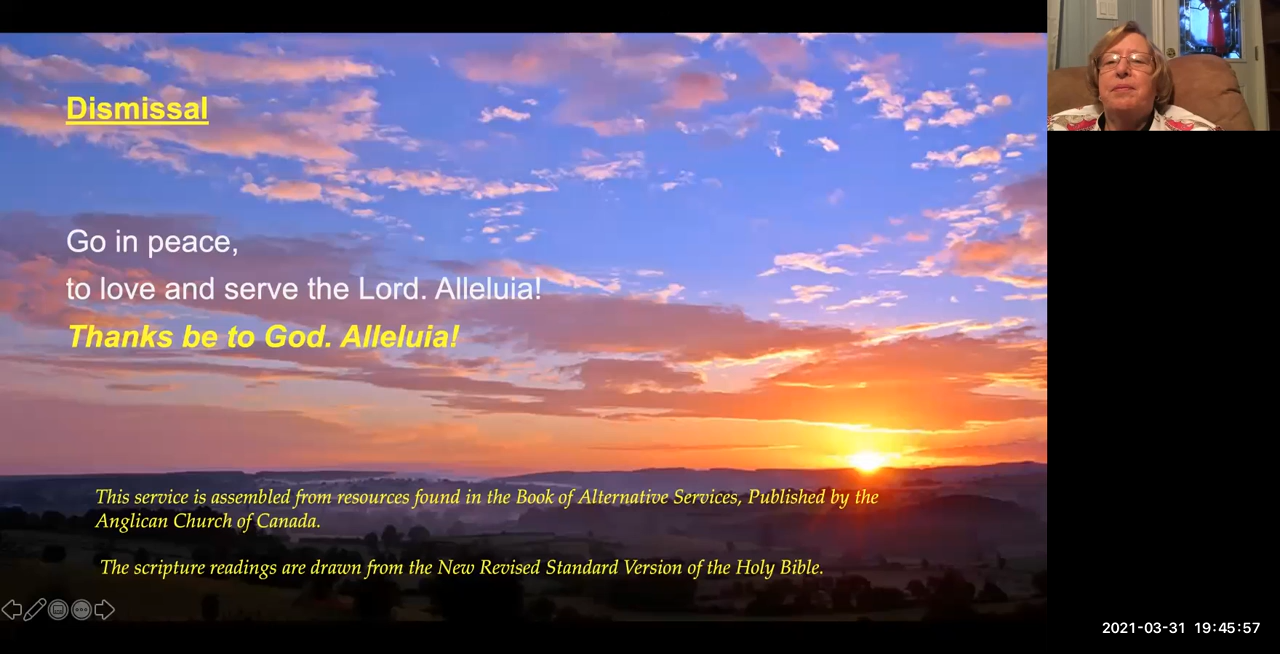 Dismissal
Go in peace,
to love and serve the Lord. Alleluia!
Thanks be to God. Alleluia!
This service is assembled from resources found in the Book of Alternative Services, Published by the
Anglican Church of Canada.
The scripture readings are drawn from the New Revised Standard Version of the Holy Bible.
2021-03-31 19:45:57